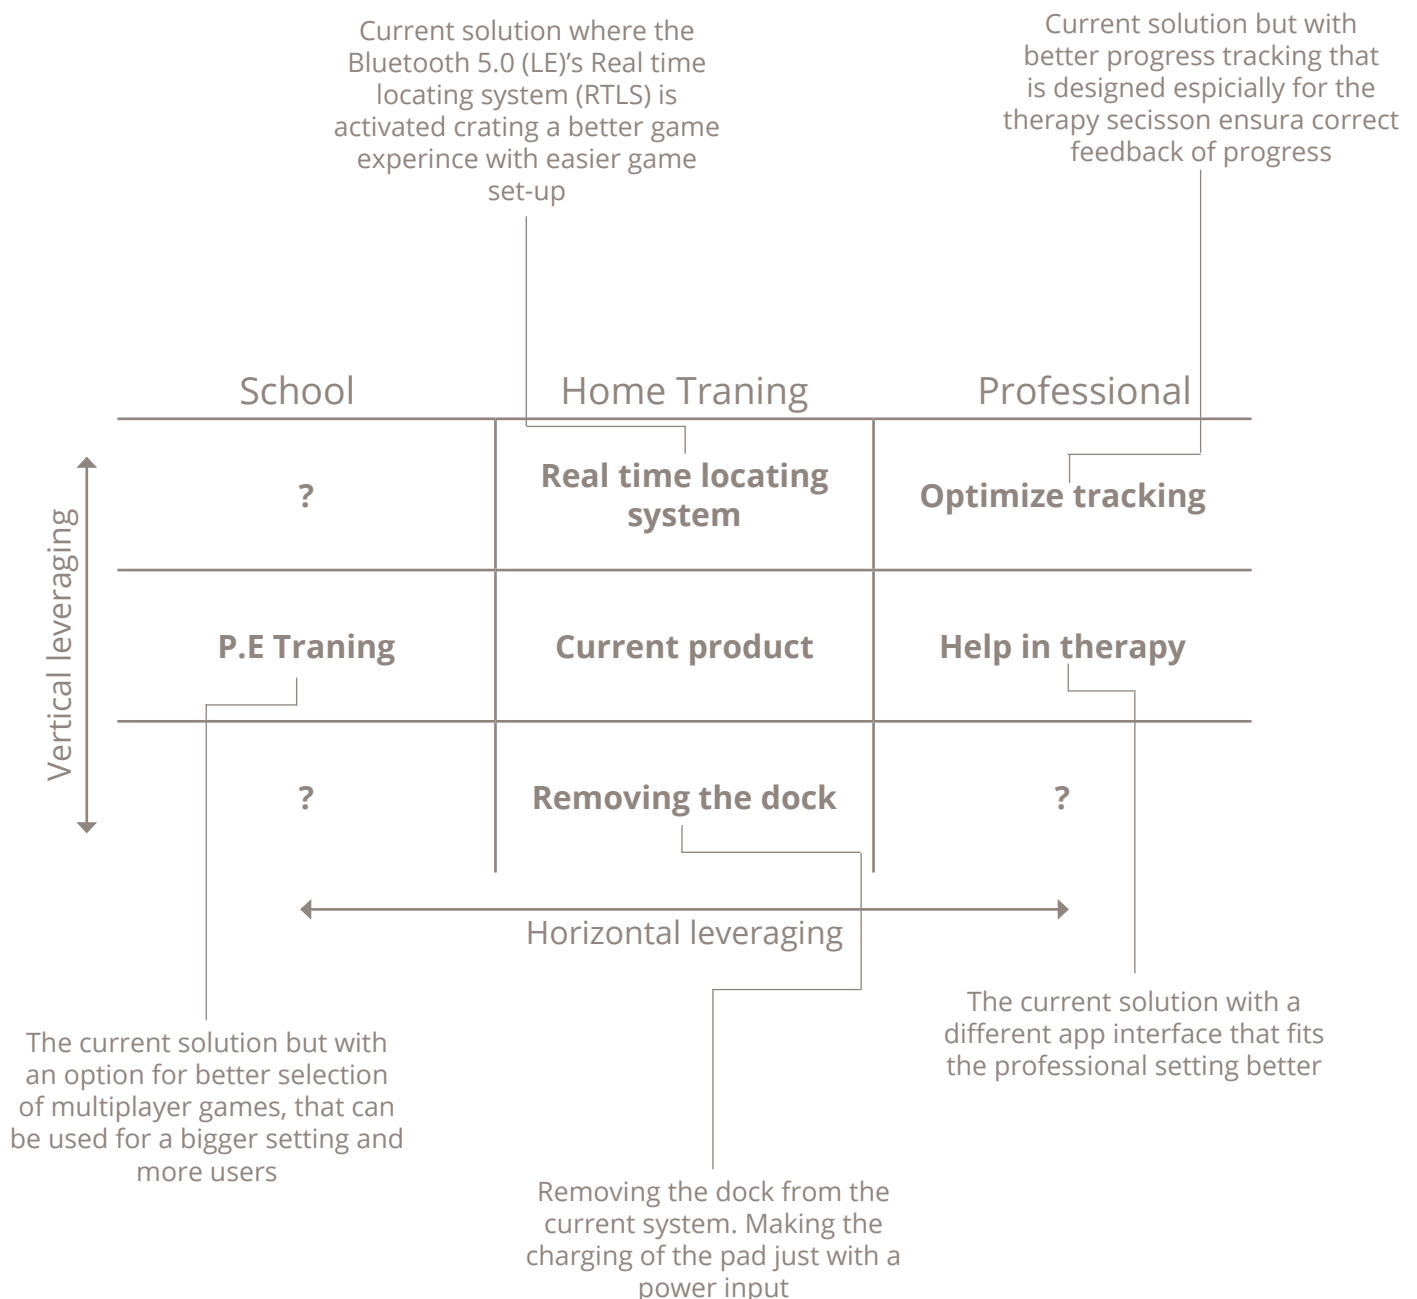 Current solution where the
Bluetooth 5.0 (LE)’s Real time
locating system (RTLS) is
activated crating a better game
experince with easier game
set-up
Current solution but with
better progress tracking that
is designed espicially for the
therapy secisson ensura correct
feedback of progress
School
Home Traning
Professional
Vertical leveraging
?
Real time locating
system
Optimize tracking
P.E Traning
Current product
Help in therapy
?
Removing the dock
?
Horizontal leveraging
The current solution but with
an option for better selection
of multiplayer games, that can
be used for a bigger setting and
more users
The current solution with a
different app interface that fits
the professional setting better
Removing the dock from the
current system. Making the
charging of the pad just with a
power input